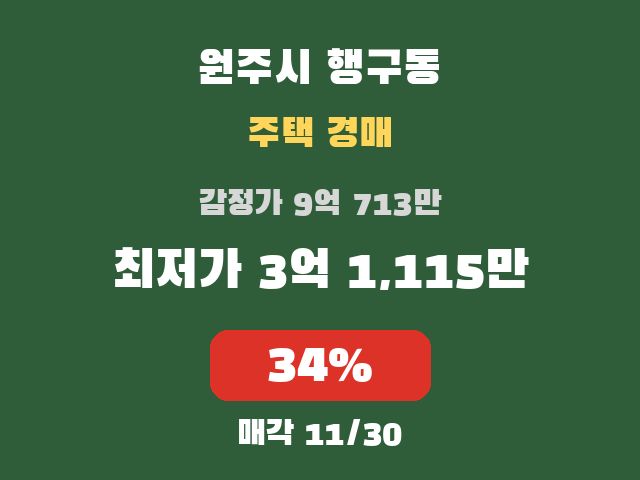 원주시 행구동
주택 경매
감정가 9억 713만
최저가 3억 1,115만
34%
매각 11/30